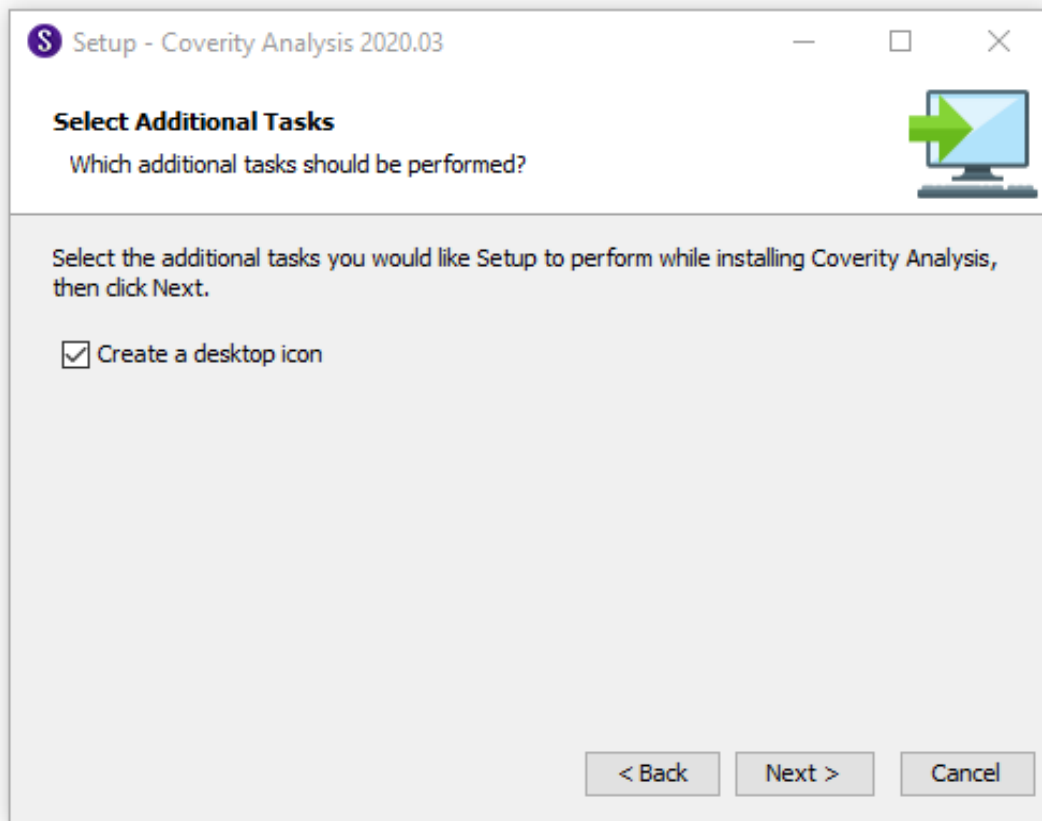 S Setup - Coverity Analysis 2020.03
Select Additional Tasks
Which additional tasks should be performed?
Select the additional tasks you would like Setup to perform while installing Coverity Analysis,
then click Next.
Create a desktop icon
< Back Next > Cancel